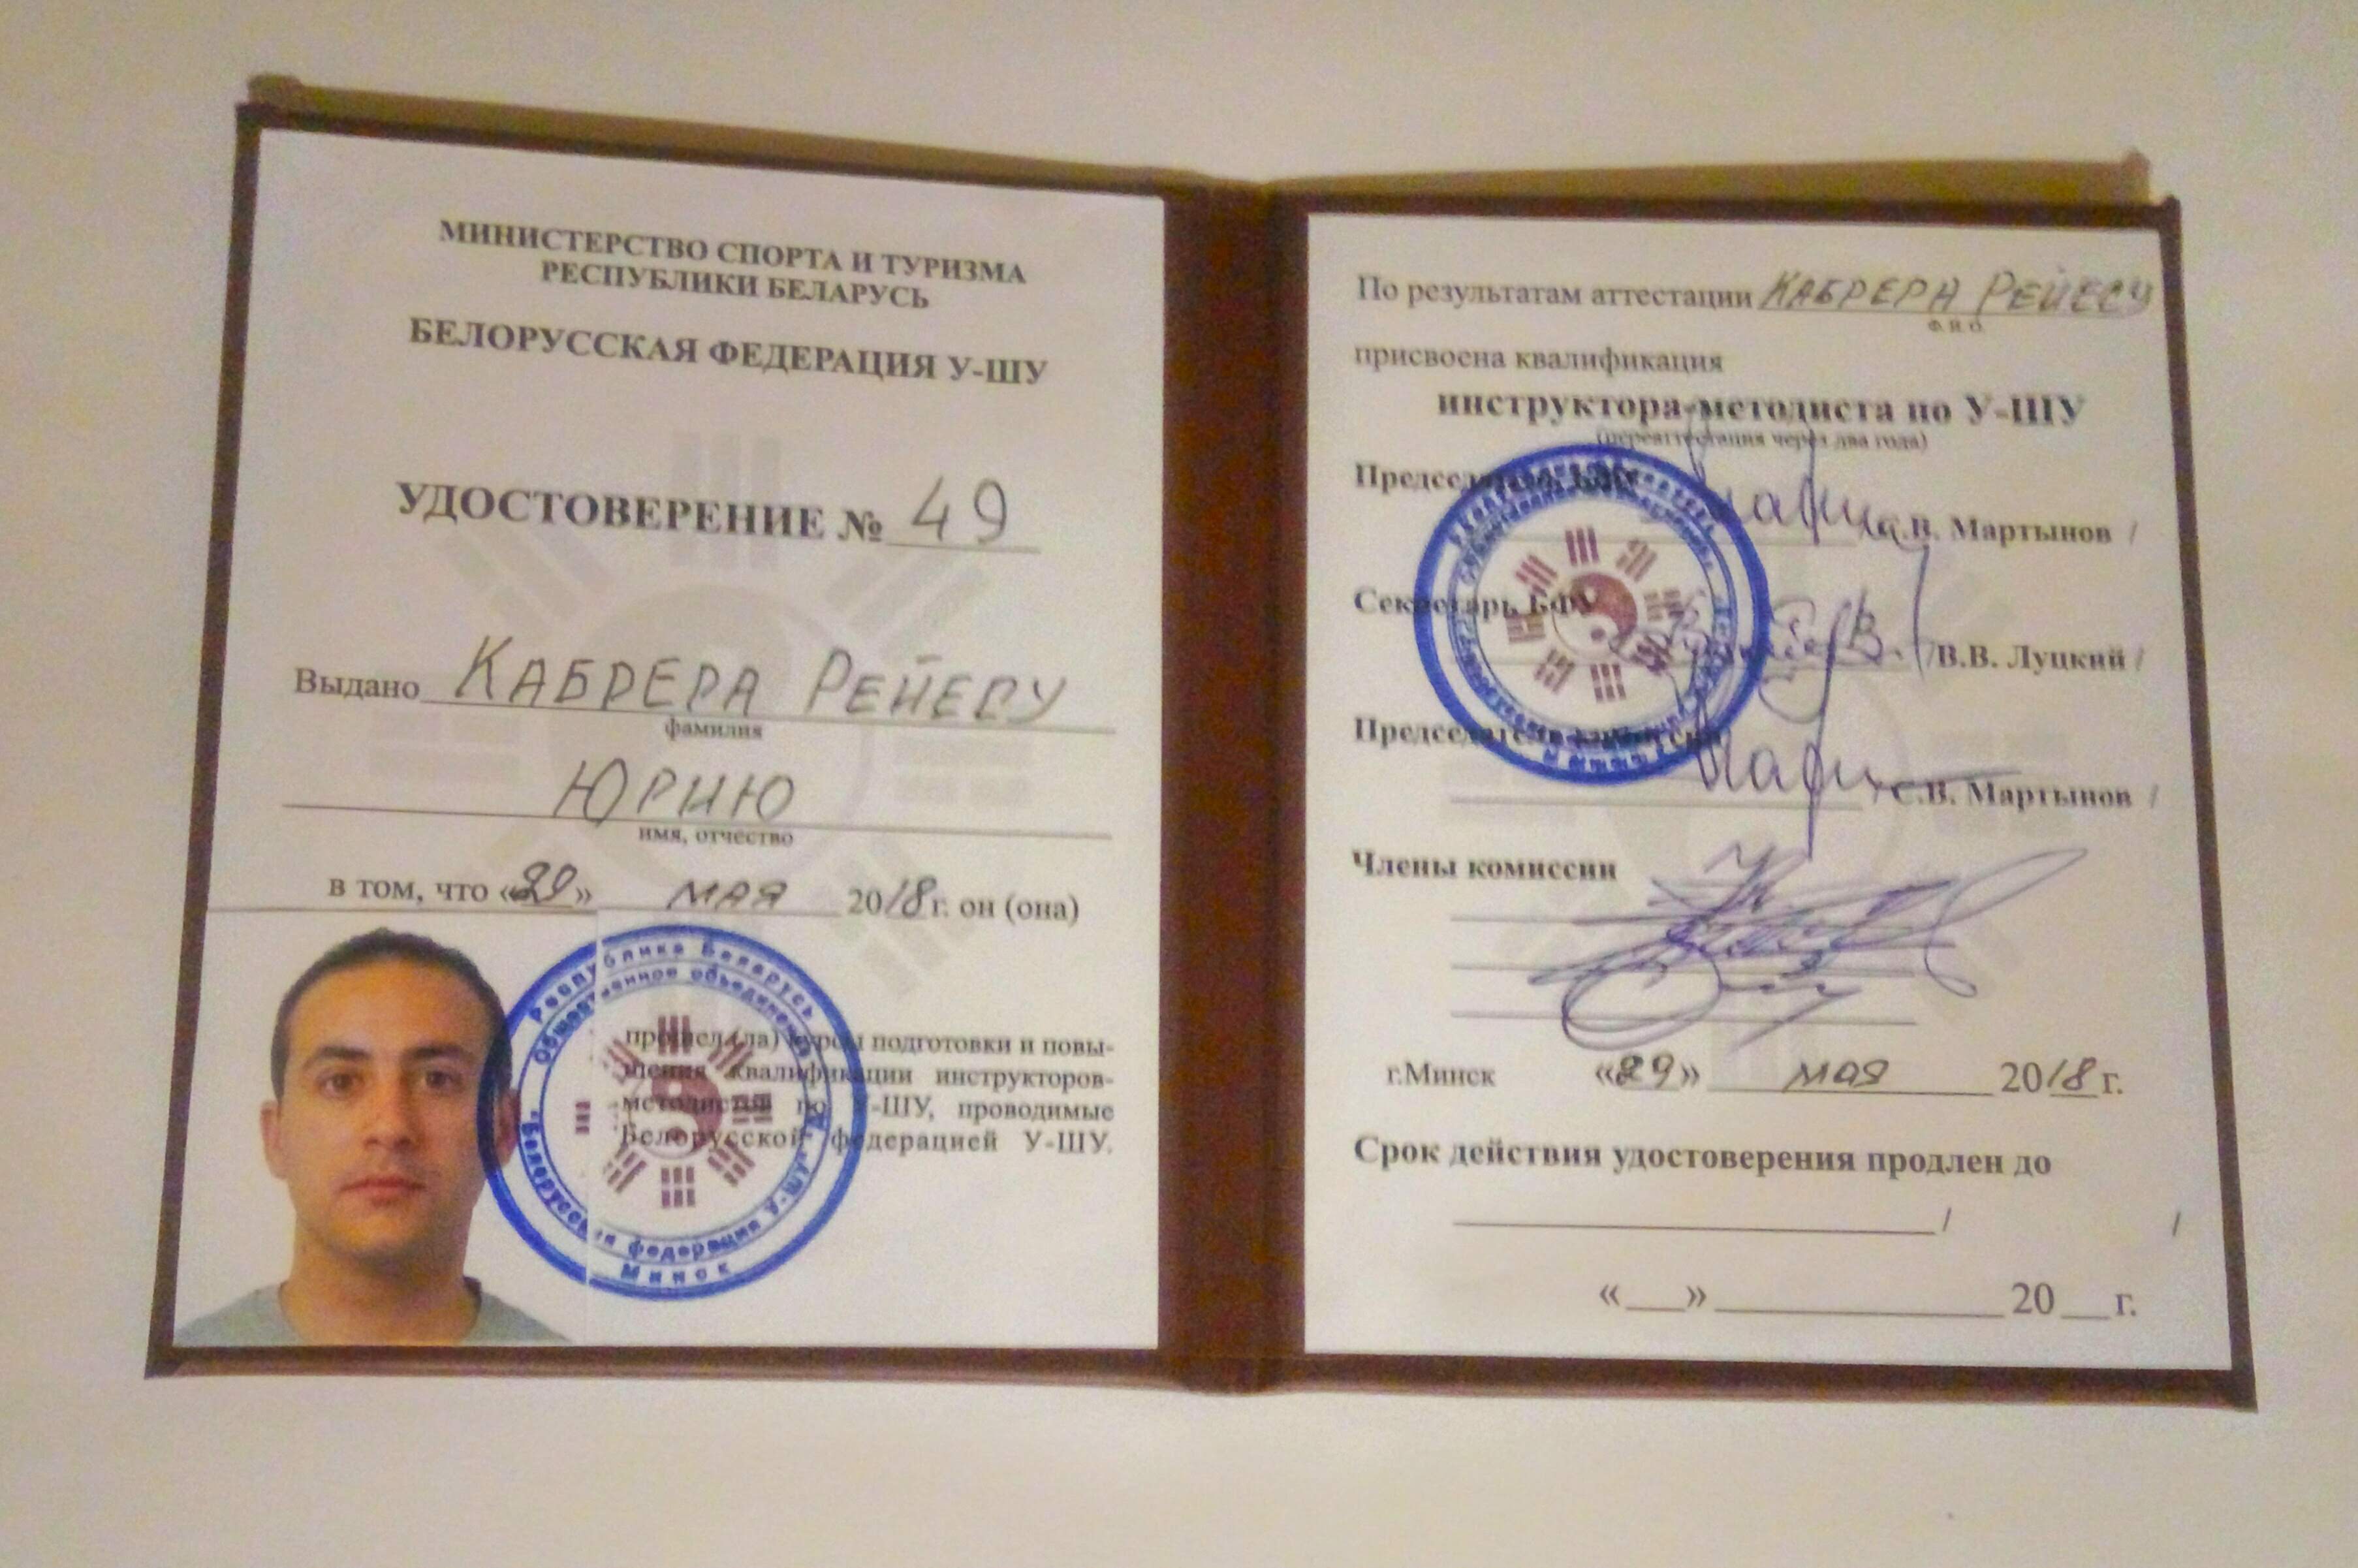 МИНИСТЕРСТВО СПОРТА И ТУРИЗМА
РЕСПУБЛИКИ БЕЛАРУСЬ
БЕЛОРУССКАЯ ФЕДЕРАЦИЯ У-ШУ
УДОСТОВЕРЕНИЕ № 49
Выдано КАБРЕРА РЕЙЕСУ
фамилия
ЮРИЮ
имя, отчество
в том, что «29» МАЯ 2018 г. он (она)
прошел (ла) курсы подготовки и повы-
шения квалификации инструкторов-
методистов по У-ШУ, проводимые
Белорусской федерацией У-ШУ.
Республика Беларусь
Общественное объединение
Белорусская федерация У-ШУ
Минск
По результатам аттестации КАБРЕРА РЕЙЕСУ
Ф.И.О.
присвоена квалификация
инструктора-методиста по У-ШУ
(переаттестация через два года)
Председатель БФУ
С.В. Мартынов /
Секретарь БФУ
/В.В. Луцкий /
Председатель комиссии
/ С.В. Мартынов /
Члены комиссии
г.Минск «29» мая 2018 г.
Срок действия удостоверения продлен до
/ /
«__» 20__ г.